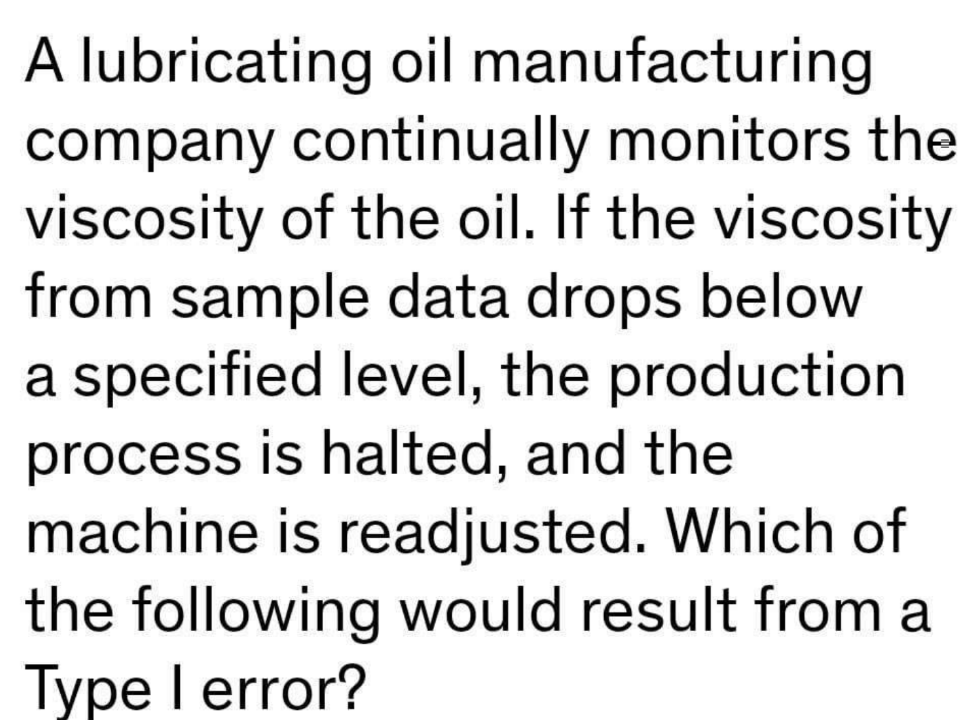 A lubricating oil manufacturing
company continually monitors the
viscosity of the oil. If the viscosity
from sample data drops below
a specified level, the production
process is halted, and the
machine is readjusted. Which of
the following would result from a
Type I error?